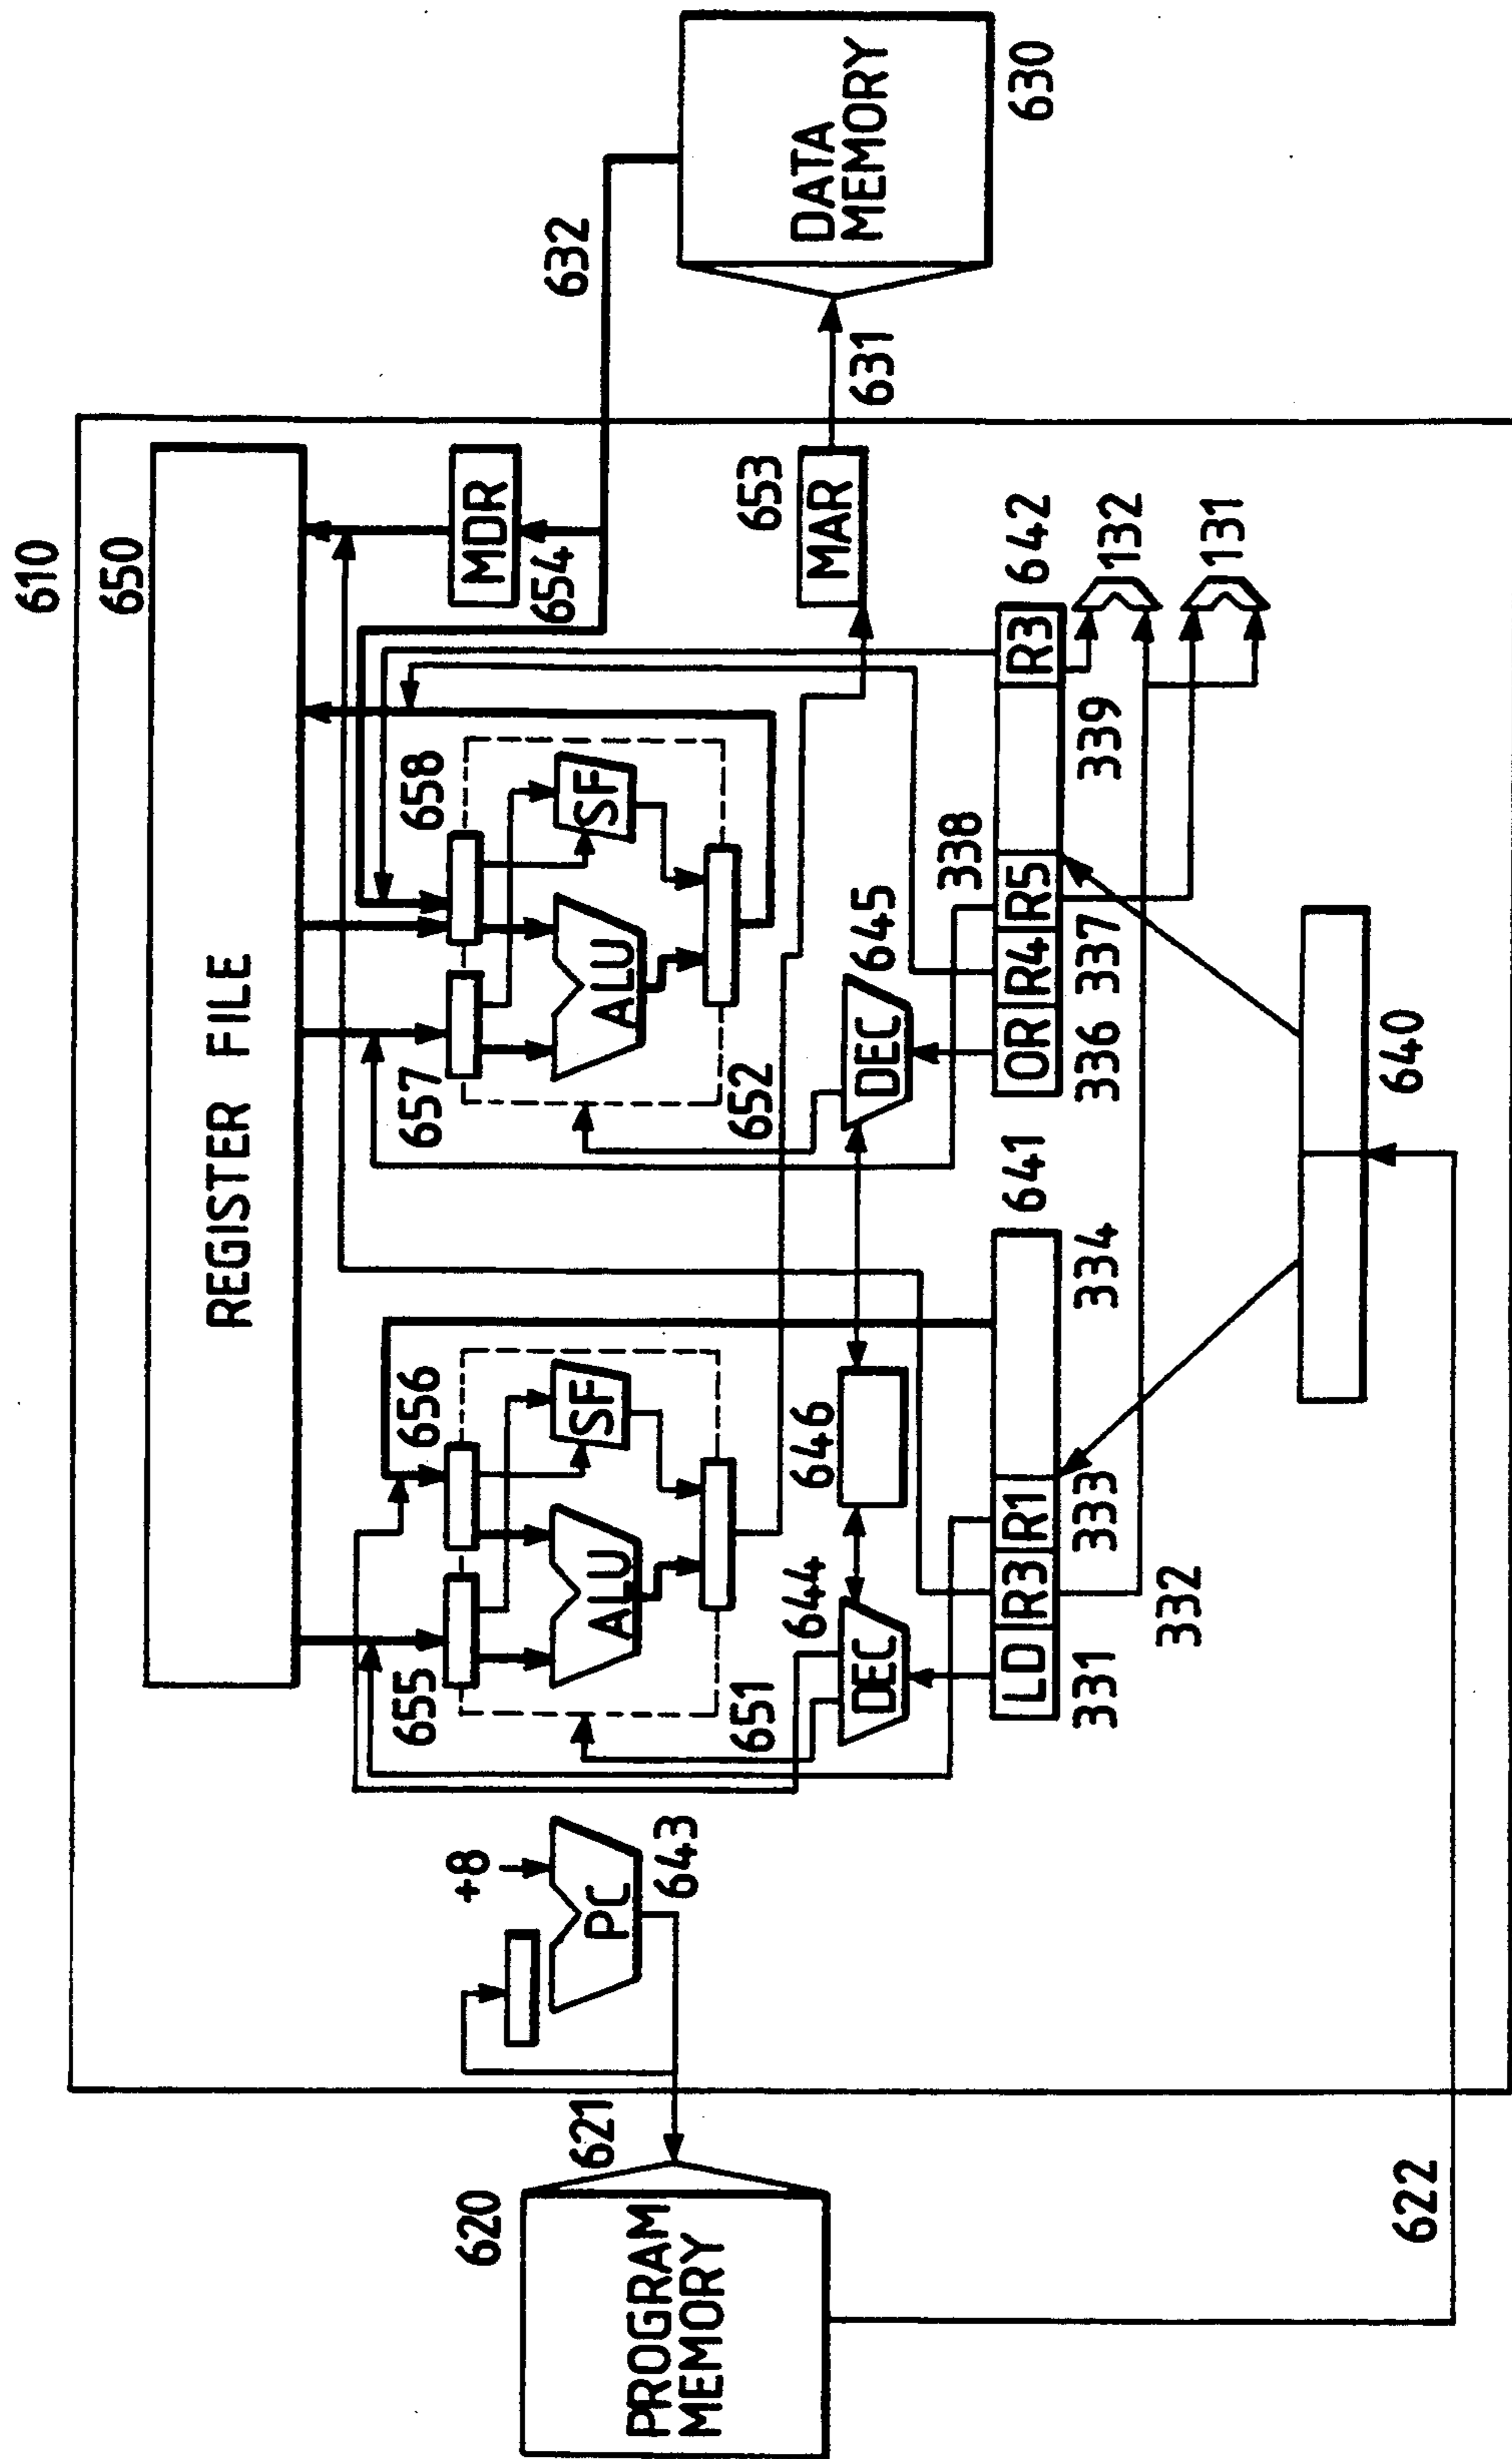 610
650
REGISTER FILE
+8
655
656
657
658
MDR
654
632
PC
ALU
SF
ALU
SF
643
651
652
653
620
621
PROGRAM
MEMORY
644
DEC
646
DEC
645
MAR
631
DATA
MEMORY
630
338
LD R3 R1
641
OR R4 R5 R3
642
331
332
333
334
336
337
339
132
131
640
622